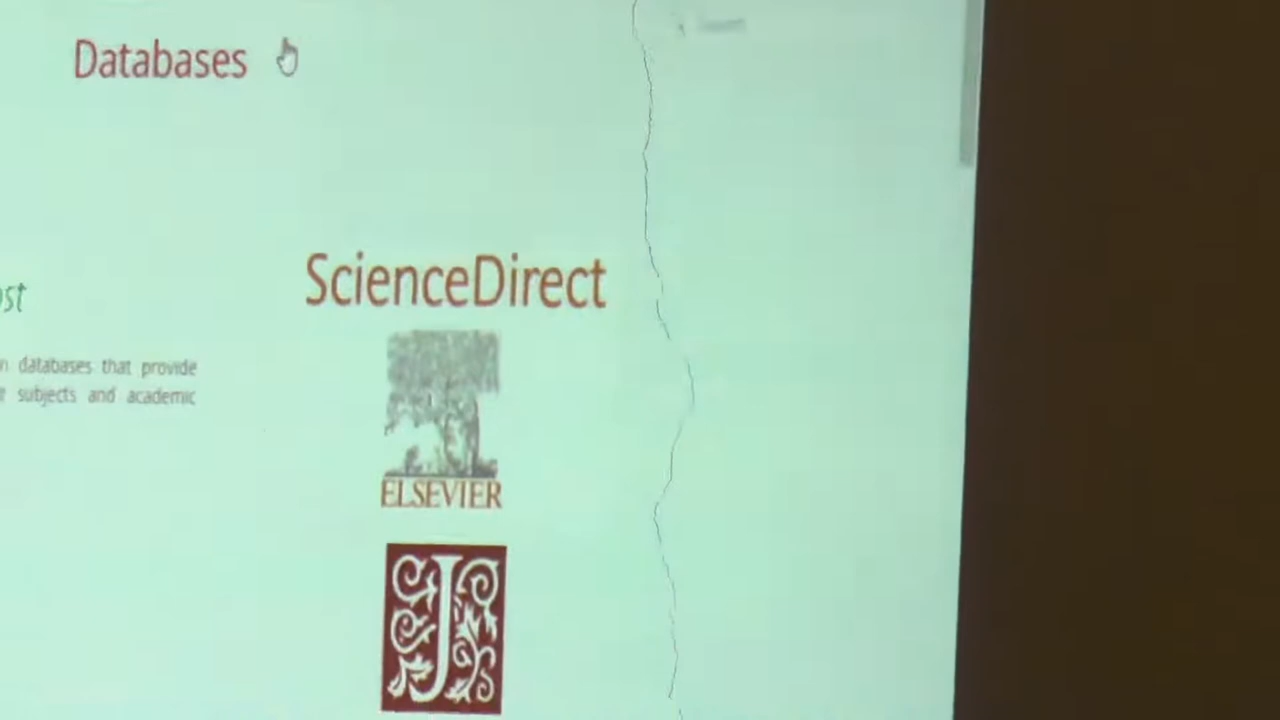 Databases
ost
ScienceDirect
databases that provide
subjects and academic
ELSEVIER
J